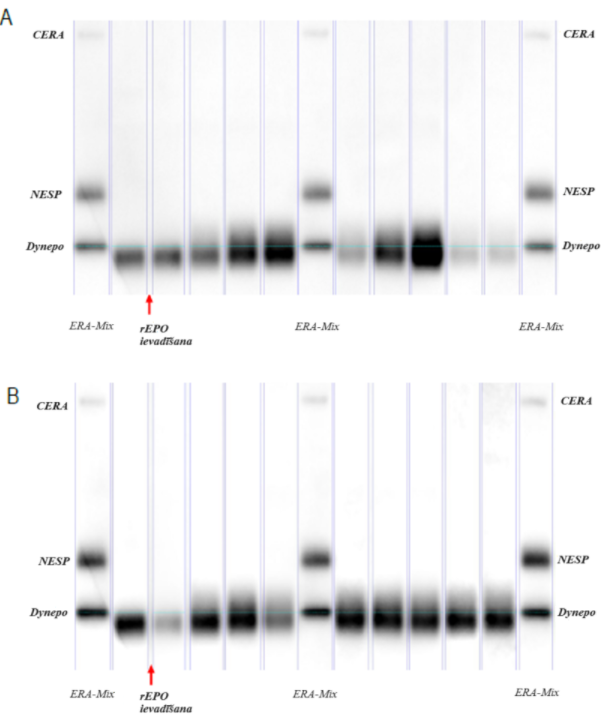 A
CERA CERA
NESP NESP
Dynepo Dynepo
ERA-Mix rEPO ERA-Mix ERA-Mix
ievadīšana
B
CERA CERA
NESP NESP
Dynepo Dynepo
ERA-Mix rEPO ERA-Mix ERA-Mix
ievadīšana